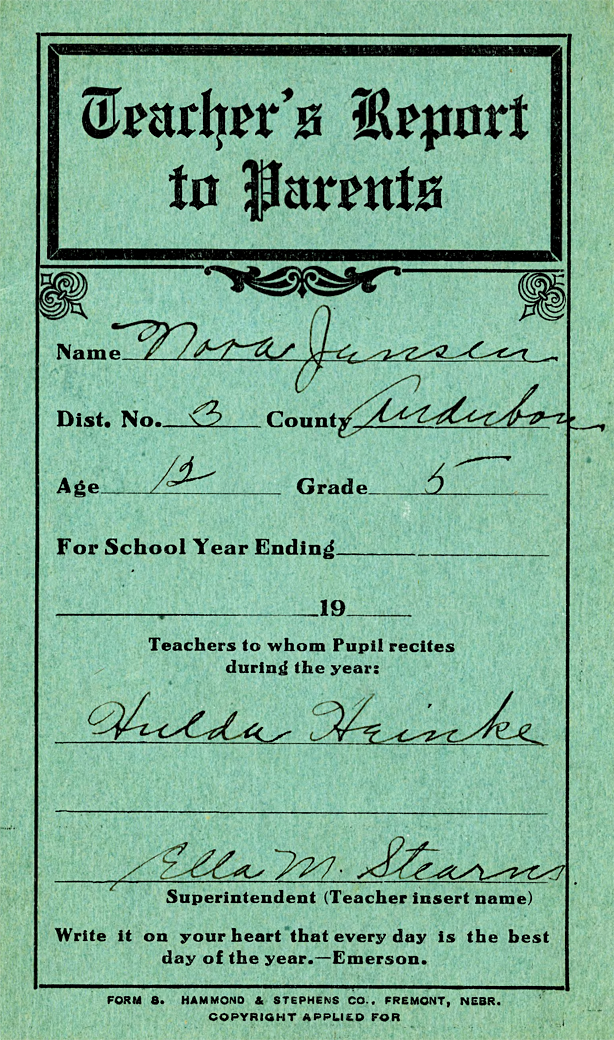 Teacher's Report
to Parents
Name Nora Jensen
Dist. No. 3 County Audubon
Age 12 Grade 5
For School Year Ending
19
Teachers to whom Pupil recites
during the year:
Hulda Heinke
Ella M. Stearns
Superintendent (Teacher insert name)
Write it on your heart that every day is the best
day of the year.—Emerson.
FORM 8. HAMMOND & STEPHENS CO., FREMONT, NEBR.
COPYRIGHT APPLIED FOR